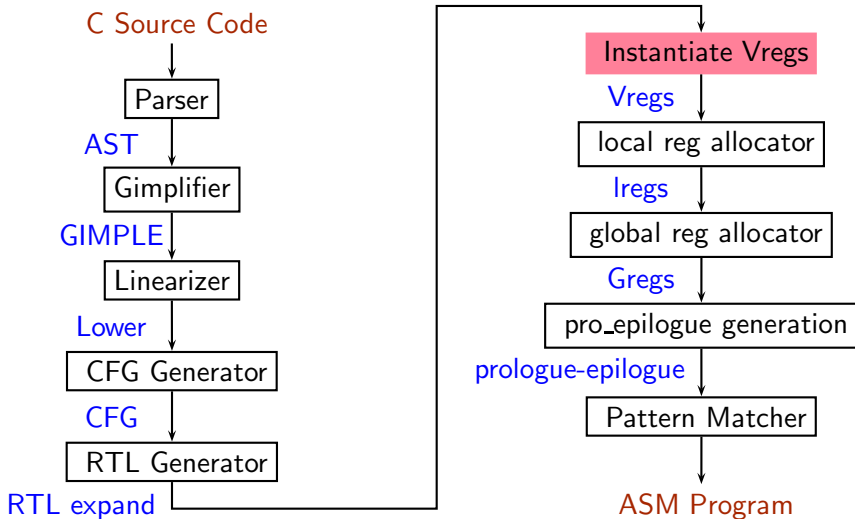 C Source Code
Parser
AST
Gimplifier
GIMPLE
Linearizer
Lower
CFG Generator
CFG
RTL Generator
RTL expand
Instantiate Vregs
Vregs
local reg allocator
lregs
global reg allocator
Gregs
pro_epilogue generation
prologue-epilogue
Pattern Matcher
ASM Program